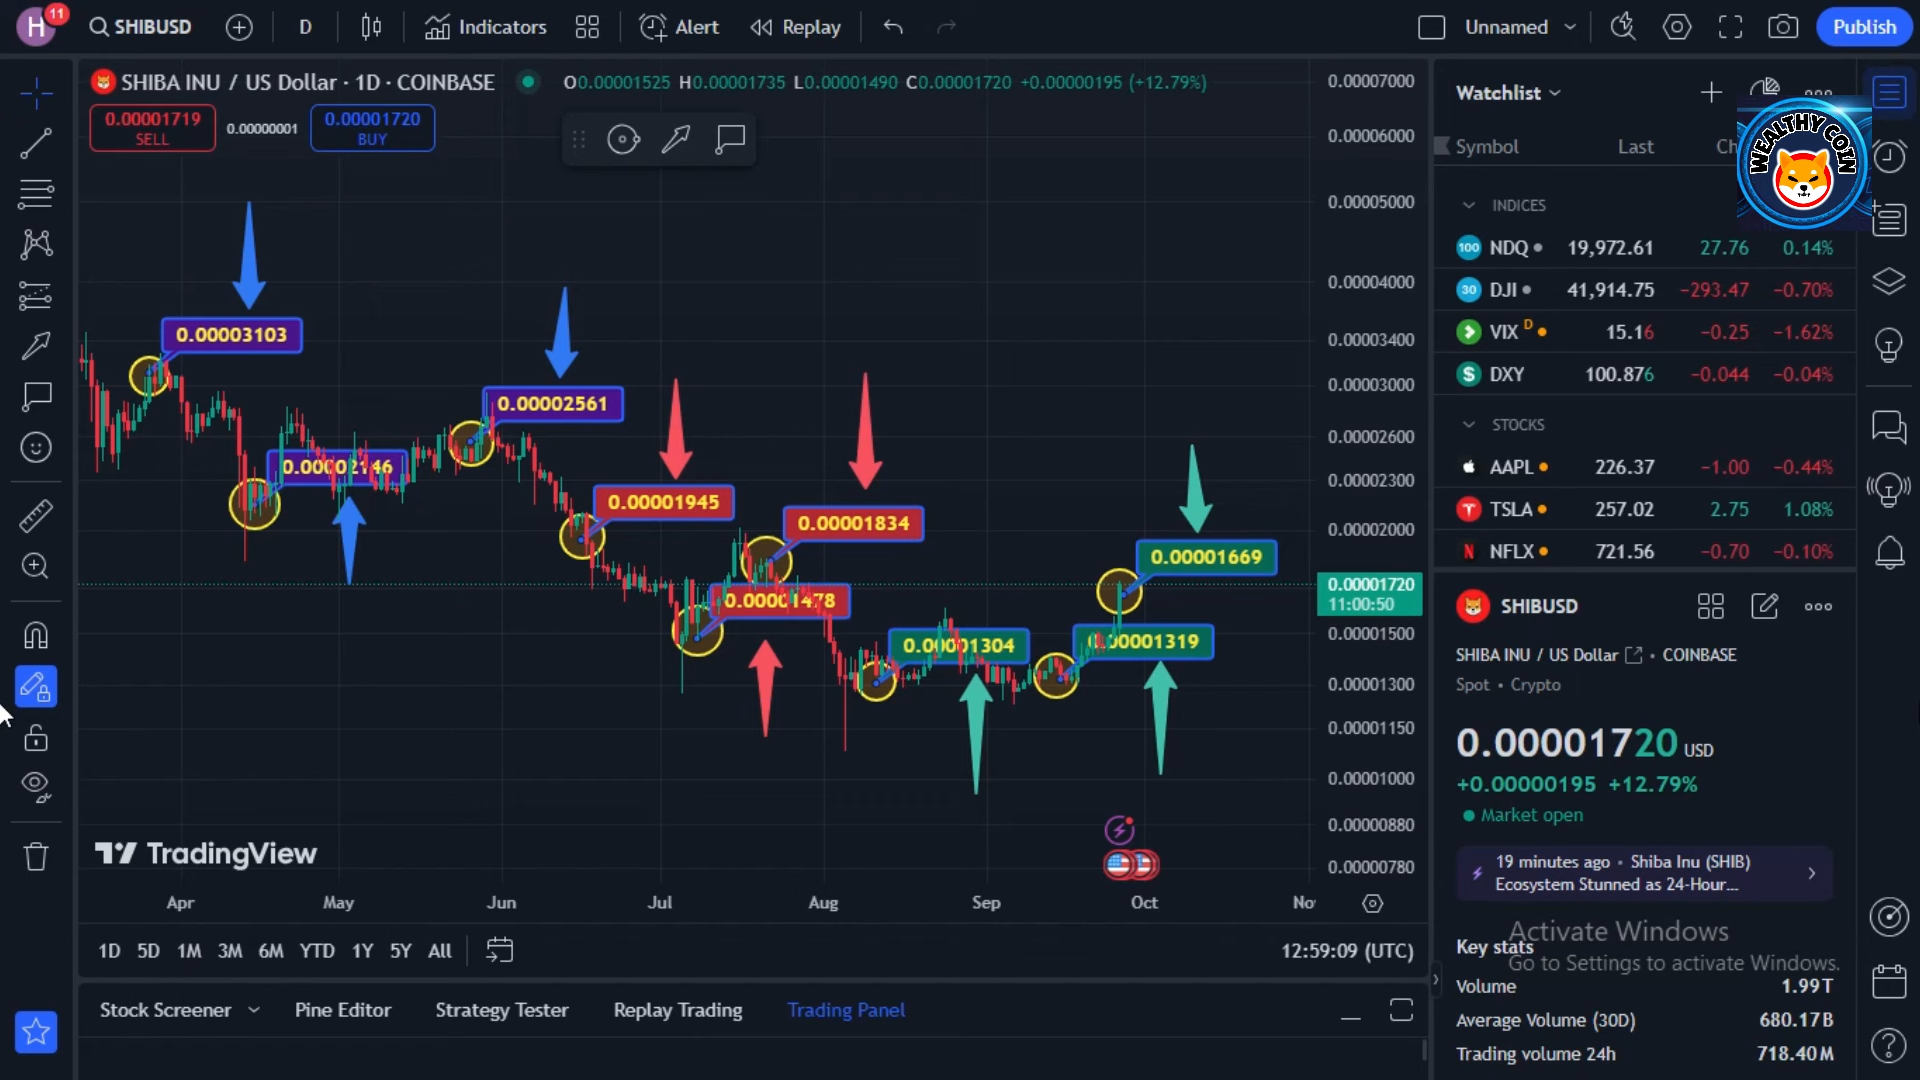 H
11
SHIBUSD
D
Indicators
Alert
Replay
Unnamed
Publish
SHIBA INU / US Dollar · 1D · COINBASE
O0.00001525 H0.00001735 L0.00001490 C0.00001720 +0.00000195 (+12.79%)
0.00001719
SELL
0.00000001
0.00001720
BUY
0.00003103
0.00002146
0.00002561
0.00001945
0.00001834
0.00001478
0.00001304
0.00001669
0.00001319
0.00007000
0.00006000
0.00005000
0.00004000
0.00003400
0.00003000
0.00002600
0.00002300
0.00002000
0.00001720
11:00:50
0.00001500
0.00001300
0.00001150
0.00001000
0.00000880
0.00000780
TradingView
Apr
May
Jun
Jul
Aug
Sep
Oct
1D 5D 1M 3M 6M YTD 1Y 5Y All
12:59:09 (UTC)
Stock Screener
Pine Editor
Strategy Tester
Replay Trading
Trading Panel
Watchlist
WEALTHY COIN
Symbol Last
INDICES
100 NDQ 19,972.61 27.76 0.14%
30 DJI 41,914.75 −293.47 −0.70%
VIX D 15.16 −0.25 −1.62%
$ DXY 100.876 −0.044 −0.04%
STOCKS
AAPL 226.37 −1.00 −0.44%
TSLA 257.02 2.75 1.08%
N NFLX 721.56 −0.70 −0.10%
SHIBUSD
SHIBA INU / US Dollar • COINBASE
Spot • Crypto
0.00001720 USD
+0.00000195 +12.79%
Market open
19 minutes ago • Shiba Inu (SHIB)
Ecosystem Stunned as 24-Hour...
Activate Windows
Go to Settings to activate Windows.
Key stats
Volume 1.99T
Average Volume (30D) 680.17B
Trading volume 24h 718.40M